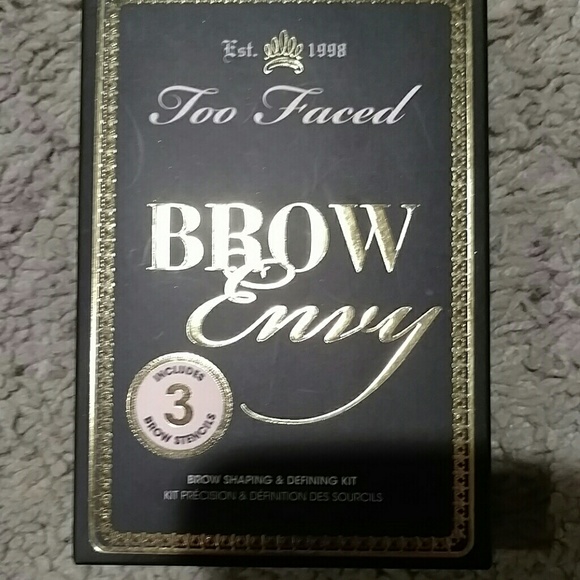 Est. 1998
Too Faced
BROW
Envy
INCLUDES
3
BROW STENCILS
BROW SHAPING & DEFINING KIT
KIT PRÉCISION & DÉFINITION DES SOURCILS